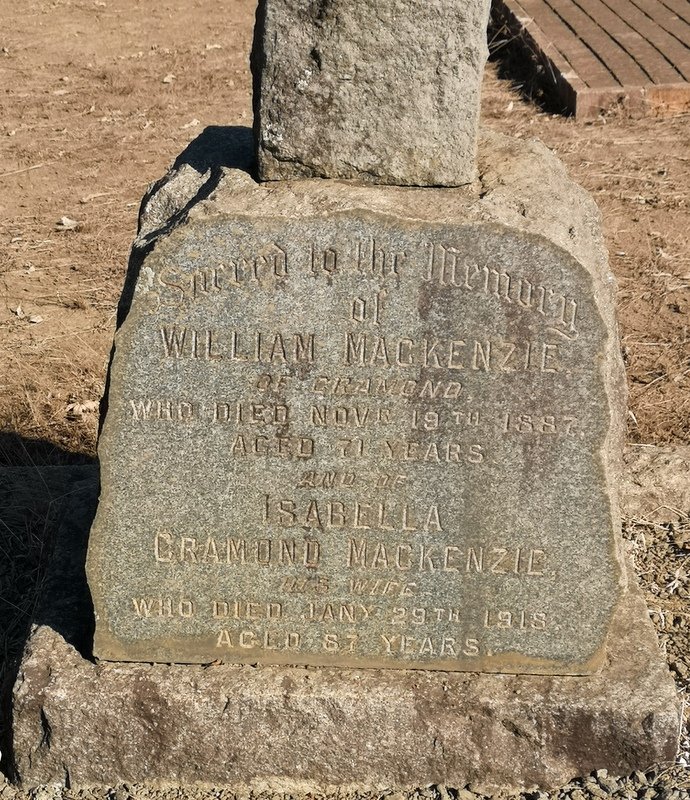 Sacred to the Memory
of
WILLIAM MACKENZIE
OF CRAMOND,
WHO DIED NOVR 19TH 1887,
AGED 71 YEARS
AND OF
ISABELLA
CRAMOND MACKENZIE,
HIS WIFE
WHO DIED JANY 29TH 1918,
AGED 87 YEARS.